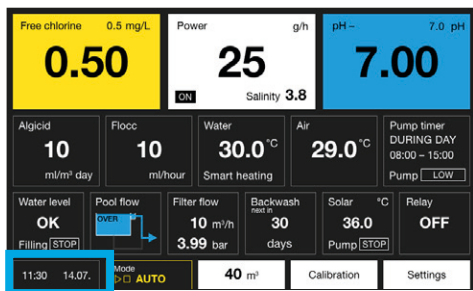 Free chlorine 0.5 mg/L
0.50
Power g/h
25
ON Salinity 3.8
pH – 7.0 pH
7.00
Algicid
10
ml/m³ day
Flocc
10
ml/hour
Water
30.0 °C
Smart heating
Air
29.0 °C
Pump timer
DURING DAY
08:00 – 15:00
Pump LOW
Water level
OK
Filling STOP
Pool flow
OVER
Filter flow
10 m³/h
3.99 bar
Backwash
next in
30
days
Solar °C
36.0
Pump STOP
Relay
OFF
11:30 14.07.
Mode
AUTO
40 m³
Calibration
Settings